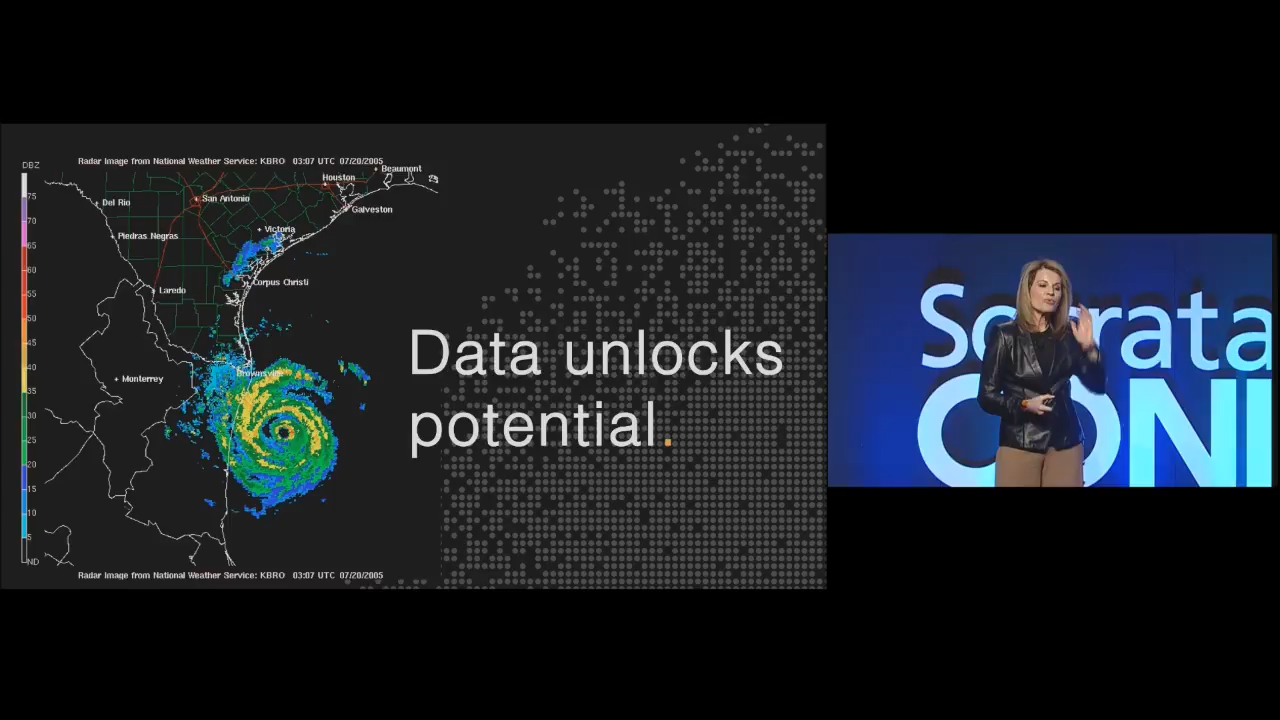 Radar Image from National Weather Service: KBRO 03:07 UTC 07/20/2005
DBZ
Beaumont
Houston
75
Del Rio
San Antonio
Galveston
70
Piedras Negras
Victoria
65
60
Corpus Christi
Laredo
55
50
45
Data unlocks
40
Brownsville
Monterrey
35
30
potential.
25
20
15
10
5
ND
Radar Image from National Weather Service: KBRO 03:07 UTC 07/20/2005
Socrata
CON